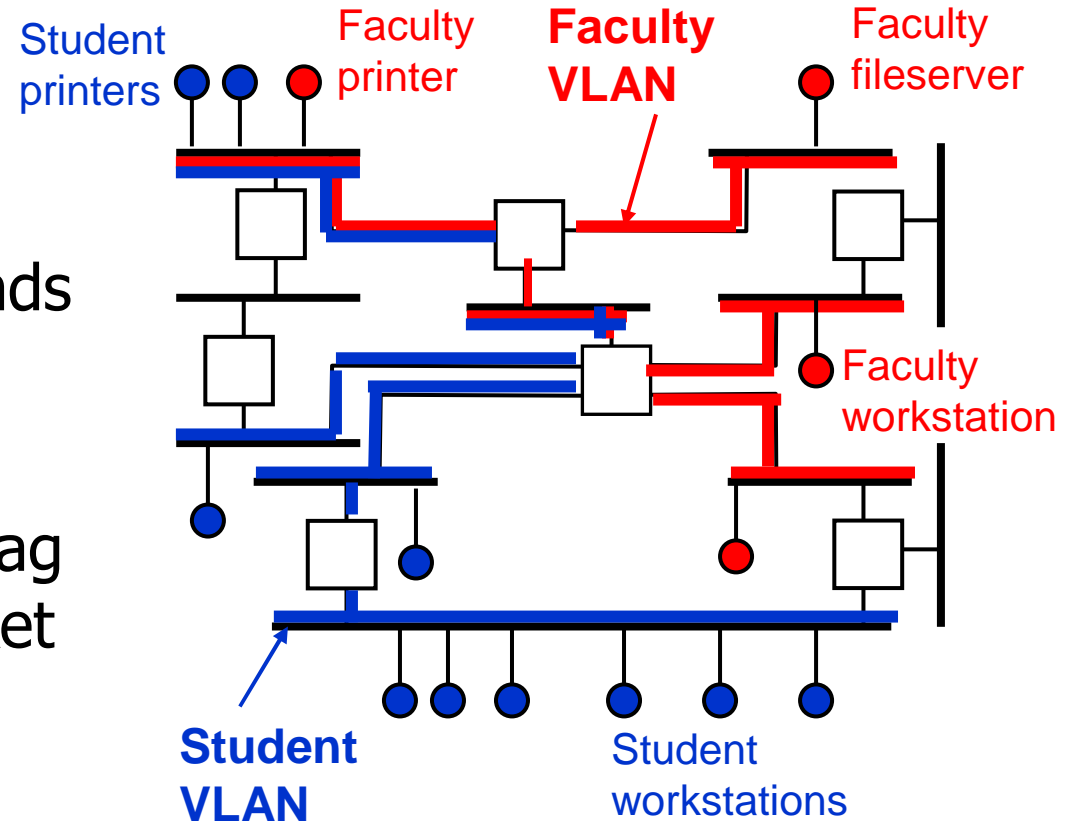 Student
printers
Faculty
printer
Faculty
VLAN
Faculty
fileserver
Faculty
workstation
Student
VLAN
Student
workstations